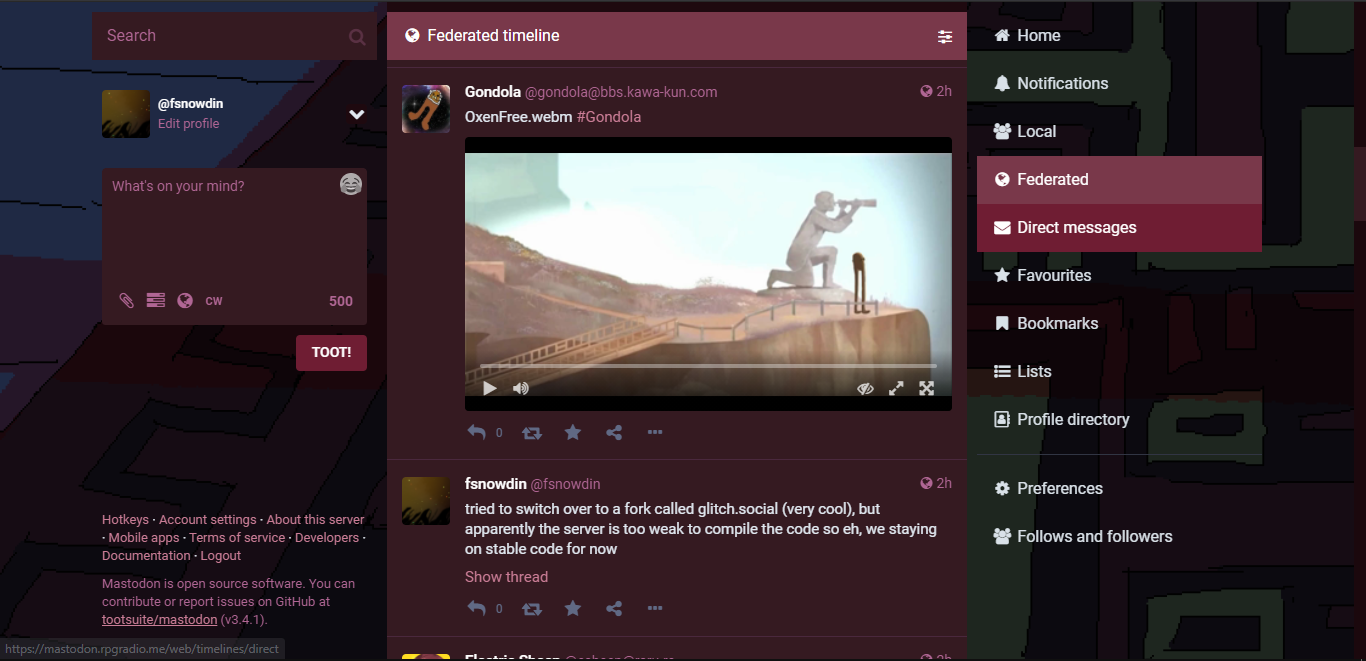 Search
@fsnowdin
Edit profile
What's on your mind?
CW
500
TOOT!
Hotkeys · Account settings · About this server
· Mobile apps · Terms of service · Developers ·
Documentation · Logout
Mastodon is open source software. You can
contribute or report issues on GitHub at
tootsuite/mastodon (v3.4.1).
https://mastodon.rpgradio.me/web/timelines/direct
Federated timeline
Gondola @gondola@bbs.kawa-kun.com
2h
OxenFree.webm #Gondola
0
fsnowdin @fsnowdin
2h
tried to switch over to a fork called glitch.social (very cool), but
apparently the server is too weak to compile the code so eh, we staying
on stable code for now
Show thread
0
Home
Notifications
Local
Federated
Direct messages
Favourites
Bookmarks
Lists
Profile directory
Preferences
Follows and followers